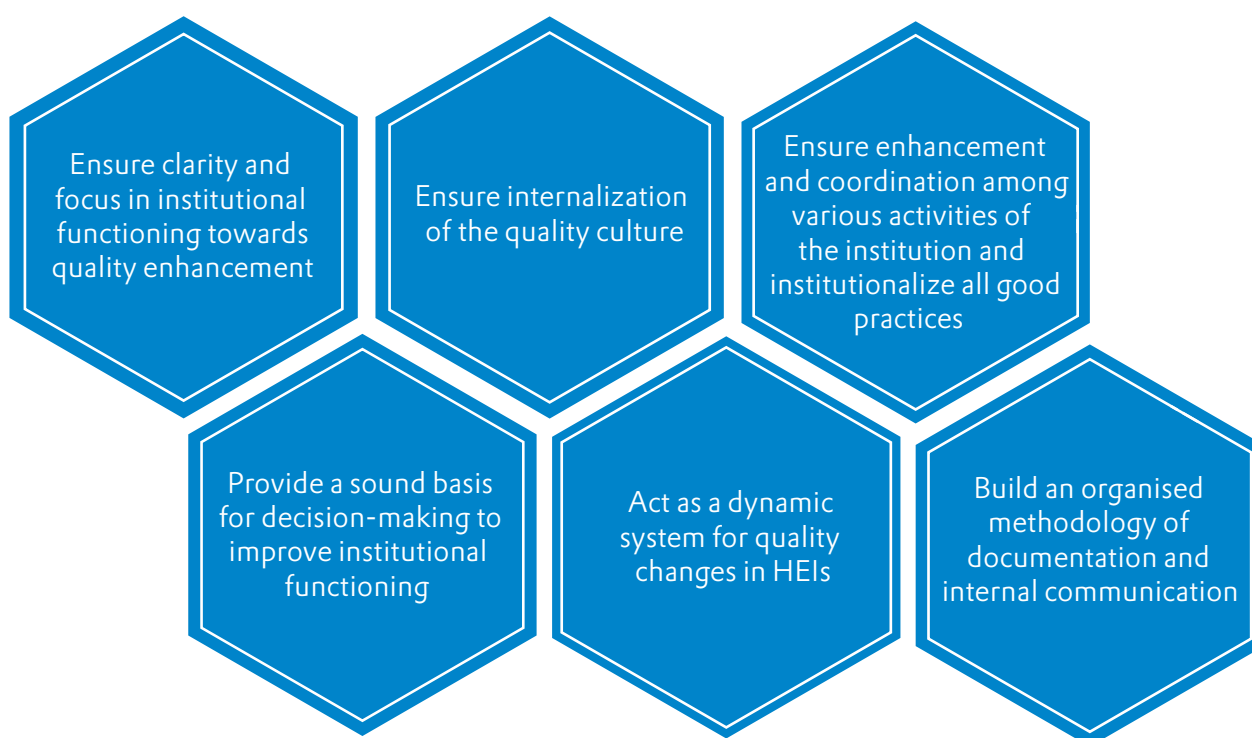 Ensure clarity and
focus in institutional
functioning towards
quality enhancement
Ensure internalization
of the quality culture
Ensure enhancement
and coordination among
various activities of
the institution and
institutionalize all good
practices
Provide a sound basis
for decision-making to
improve institutional
functioning
Act as a dynamic
system for quality
changes in HEIs
Build an organised
methodology of
documentation and
internal communication